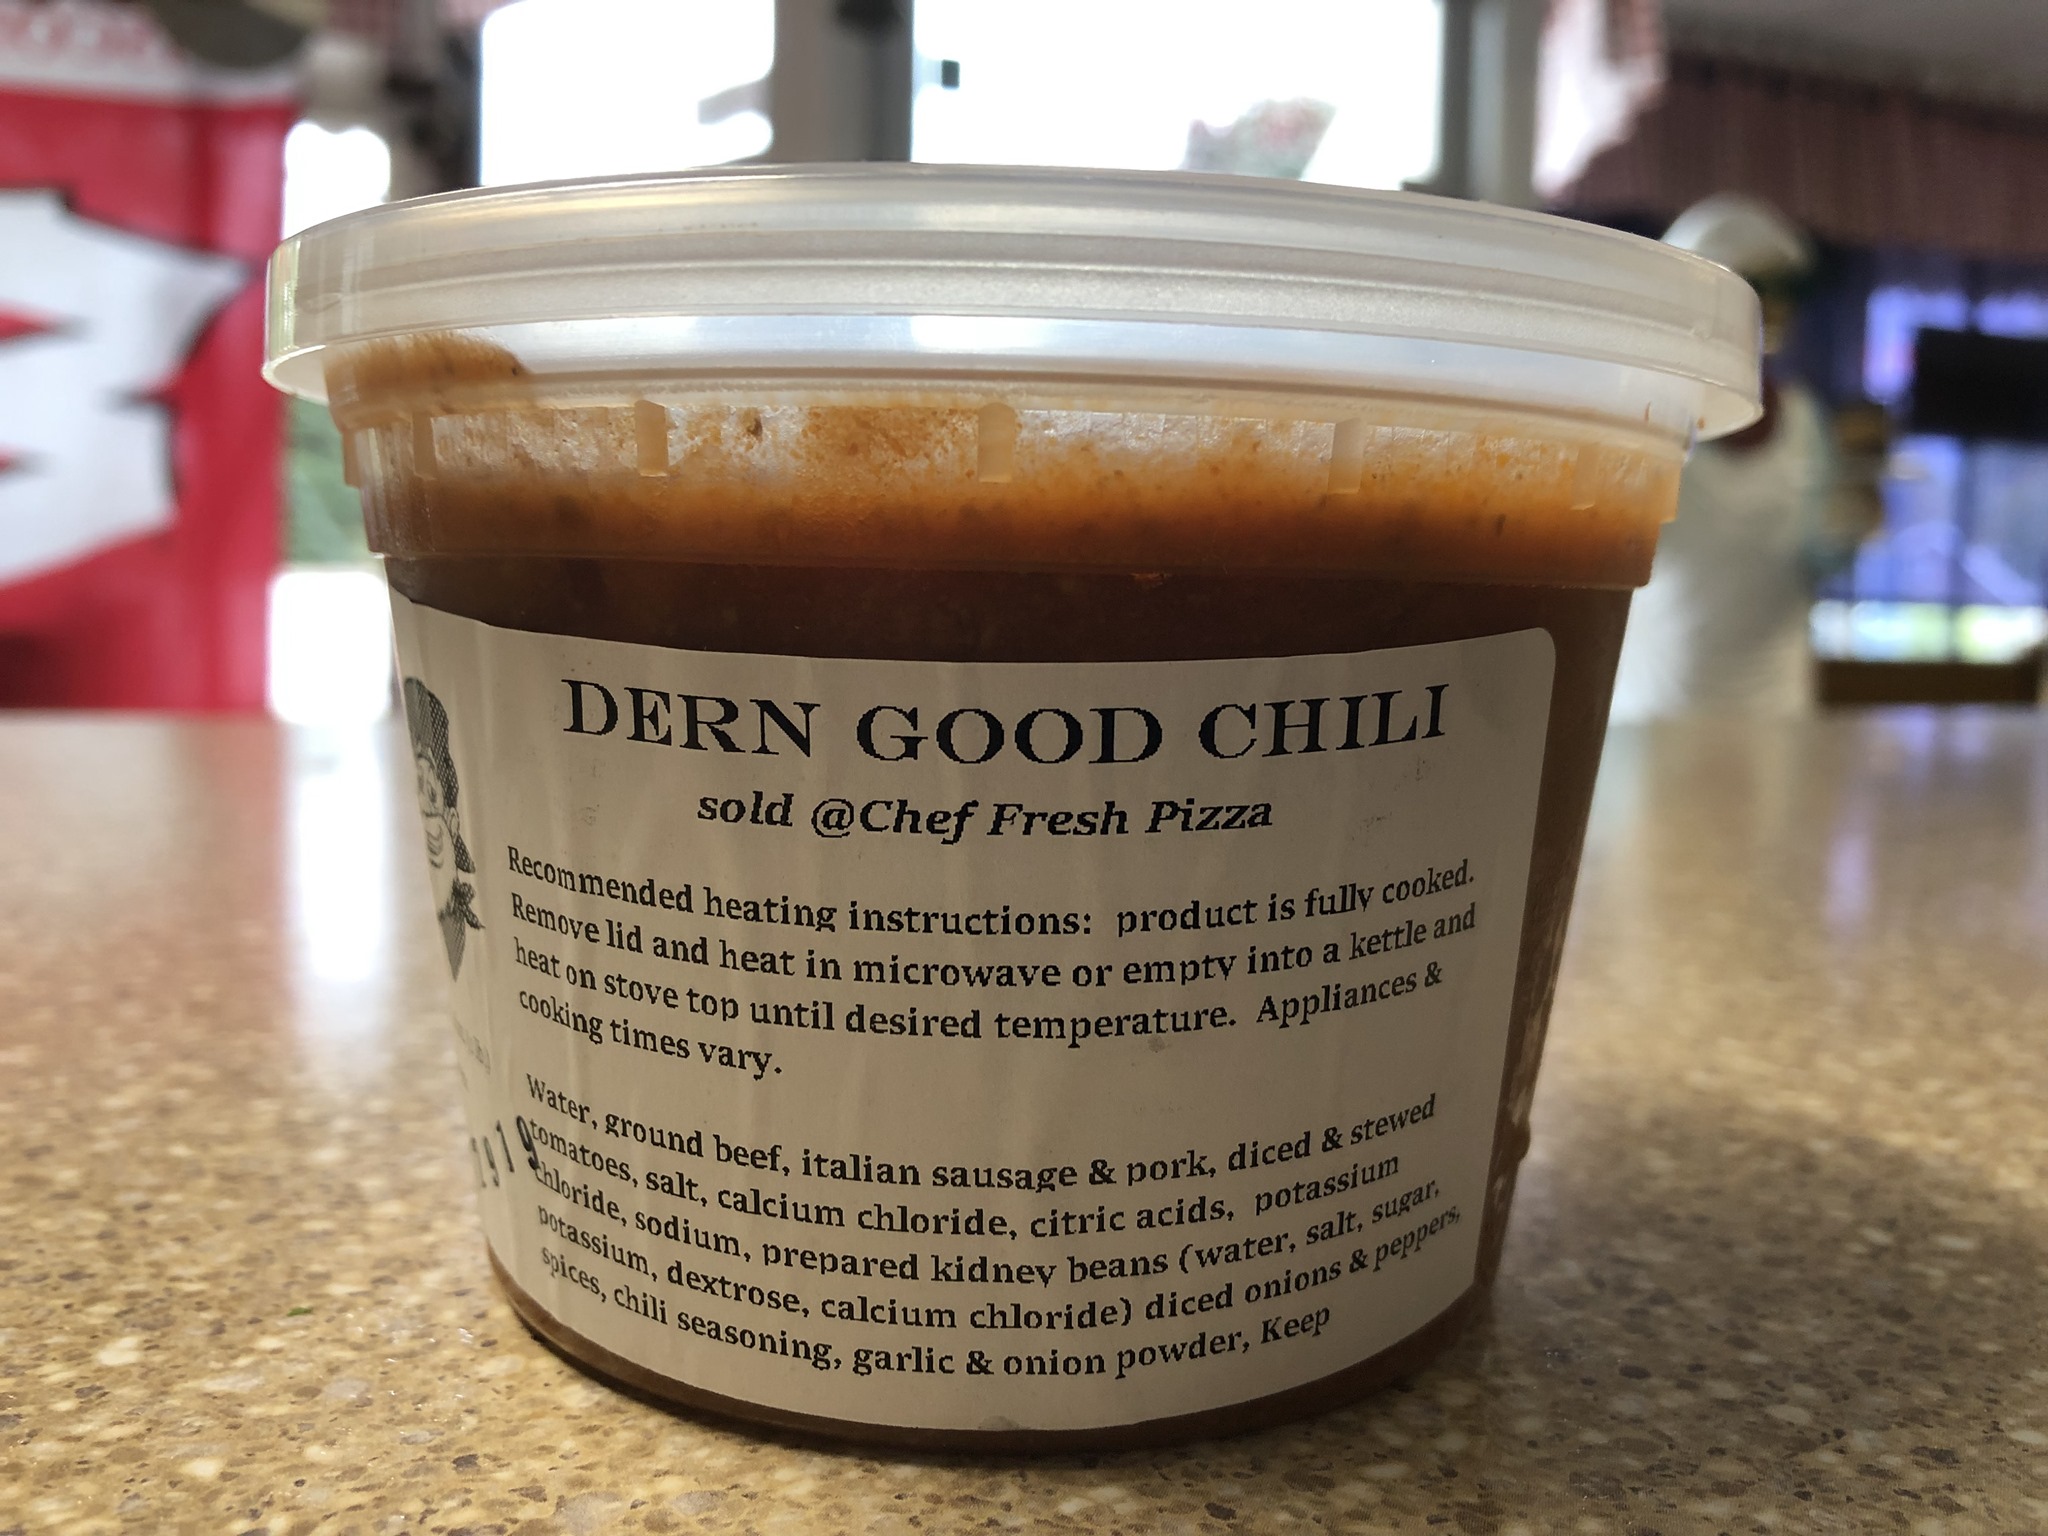 DERN GOOD CHILI
sold @Chef Fresh Pizza
Recommended heating instructions: product is fully cooked.
Remove lid and heat in microwave or empty into a kettle and
heat on stove top until desired temperature. Appliances &
cooking times vary.
Water, ground beef, italian sausage & pork, diced & stewed
tomatoes, salt, calcium chloride, citric acids, potassium
chloride, sodium, prepared kidney beans (water, salt, sugar,
potassium, dextrose, calcium chloride) diced onions & peppers,
spices, chili seasoning, garlic & onion powder, Keep